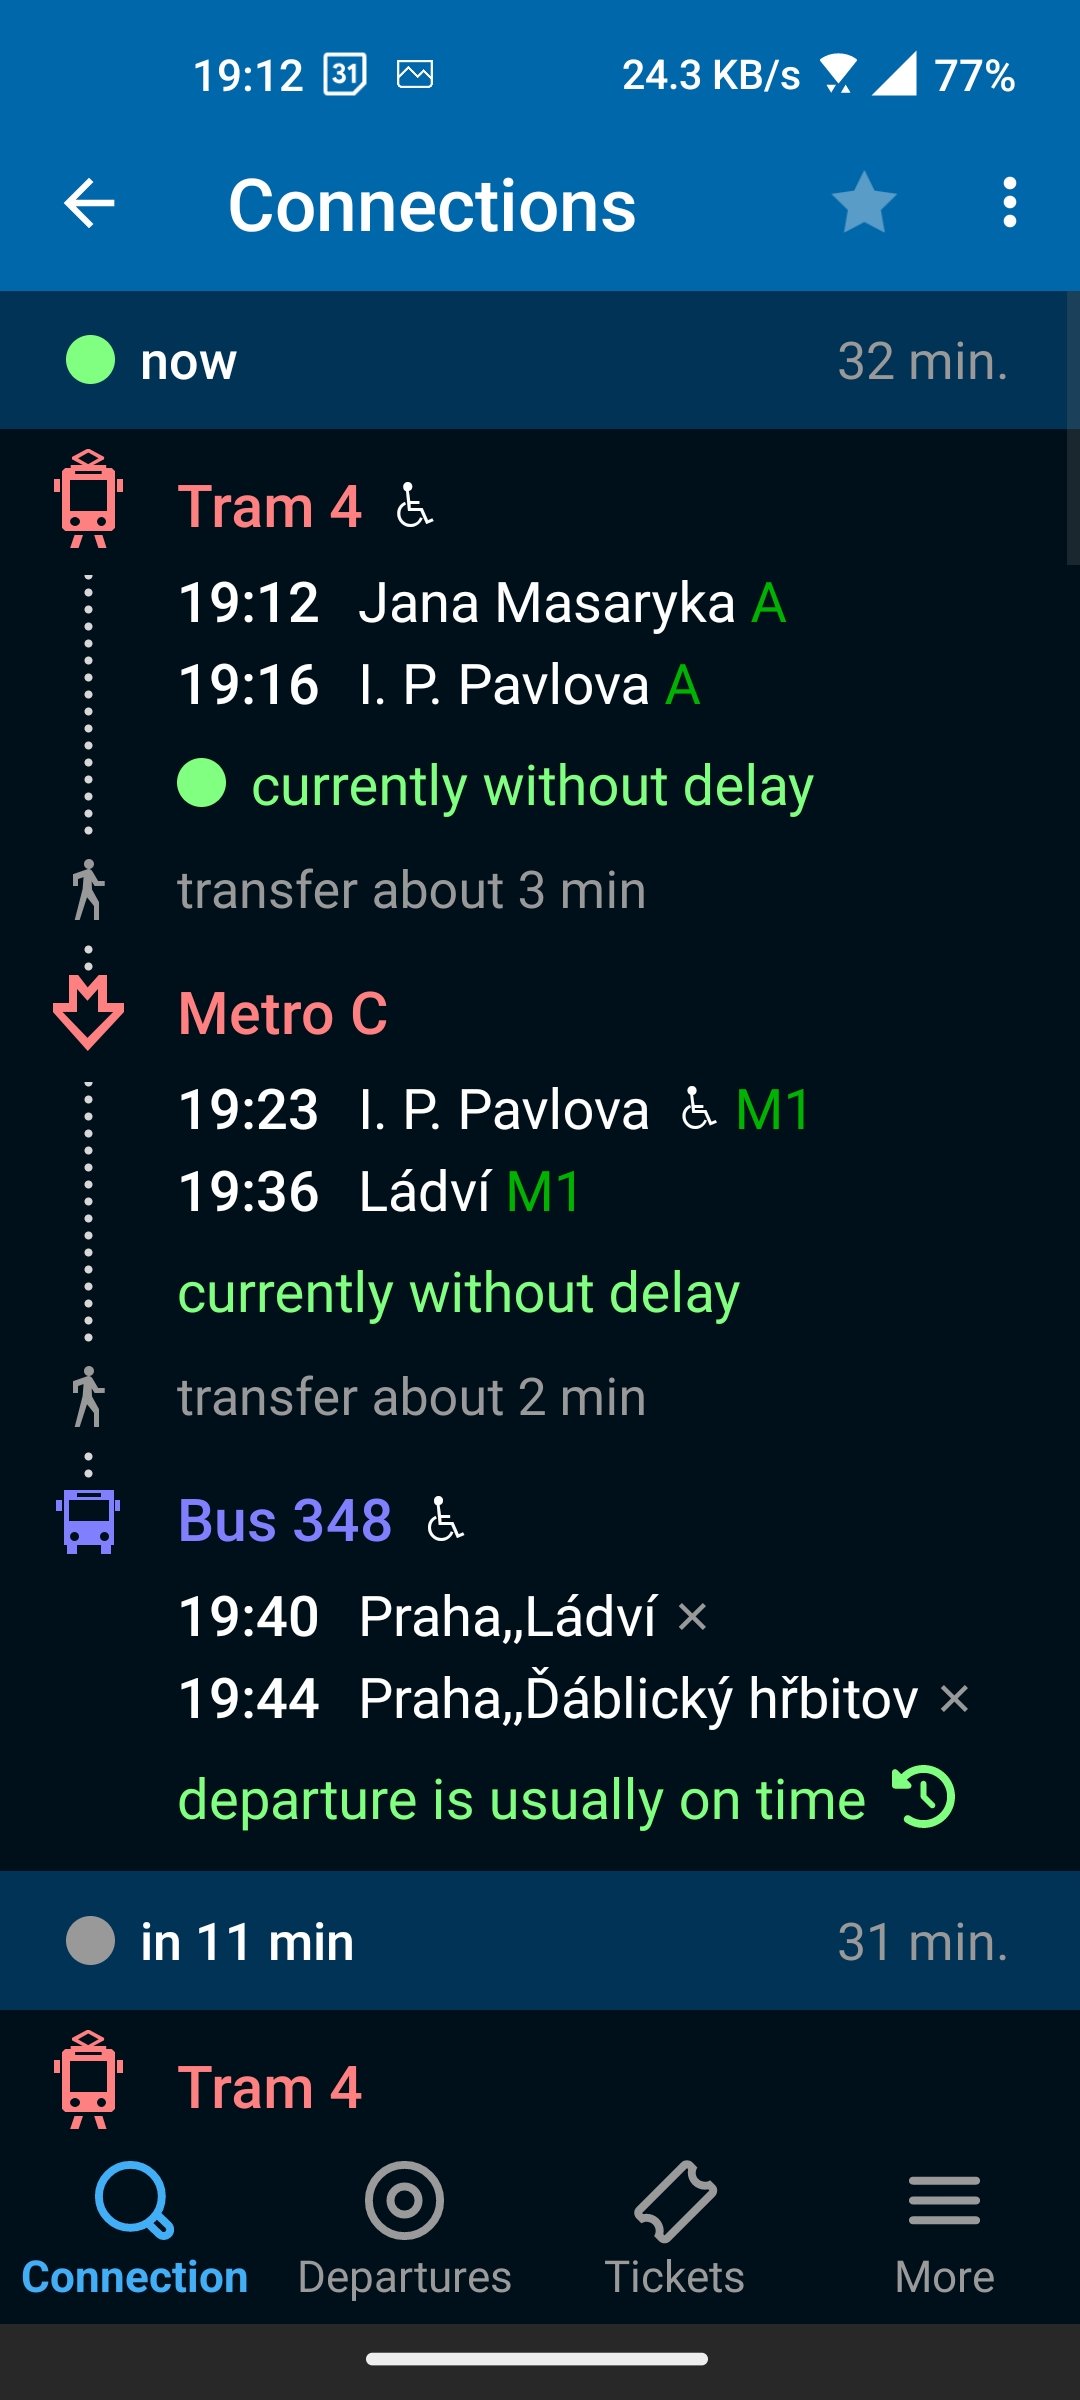 19:12 31 24.3 KB/s 77%
Connections
now 32 min.
Tram 4
19:12 Jana Masaryka A
19:16 I. P. Pavlova A
currently without delay
transfer about 3 min
Metro C
19:23 I. P. Pavlova M1
19:36 Ládví M1
currently without delay
transfer about 2 min
Bus 348
19:40 Praha,,Ládví ×
19:44 Praha,,Ďáblický hřbitov ×
departure is usually on time
in 11 min 31 min.
Tram 4
Connection Departures Tickets More